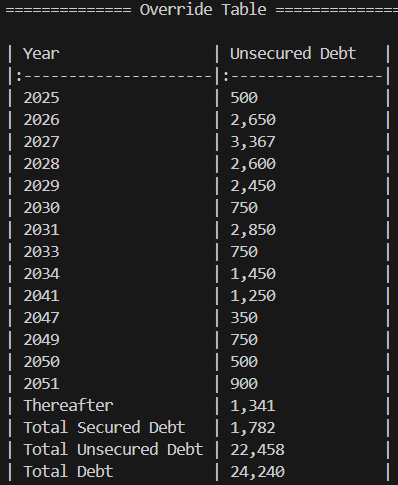 ============== Override Table ==============
| Year | Unsecured Debt |
|:---------------------|:-----------------|
| 2025 | 500 |
| 2026 | 2,650 |
| 2027 | 3,367 |
| 2028 | 2,600 |
| 2029 | 2,450 |
| 2030 | 750 |
| 2031 | 2,850 |
| 2033 | 750 |
| 2034 | 1,450 |
| 2041 | 1,250 |
| 2047 | 350 |
| 2049 | 750 |
| 2050 | 500 |
| 2051 | 900 |
| Thereafter | 1,341 |
| Total Secured Debt | 1,782 |
| Total Unsecured Debt | 22,458 |
| Total Debt | 24,240 |